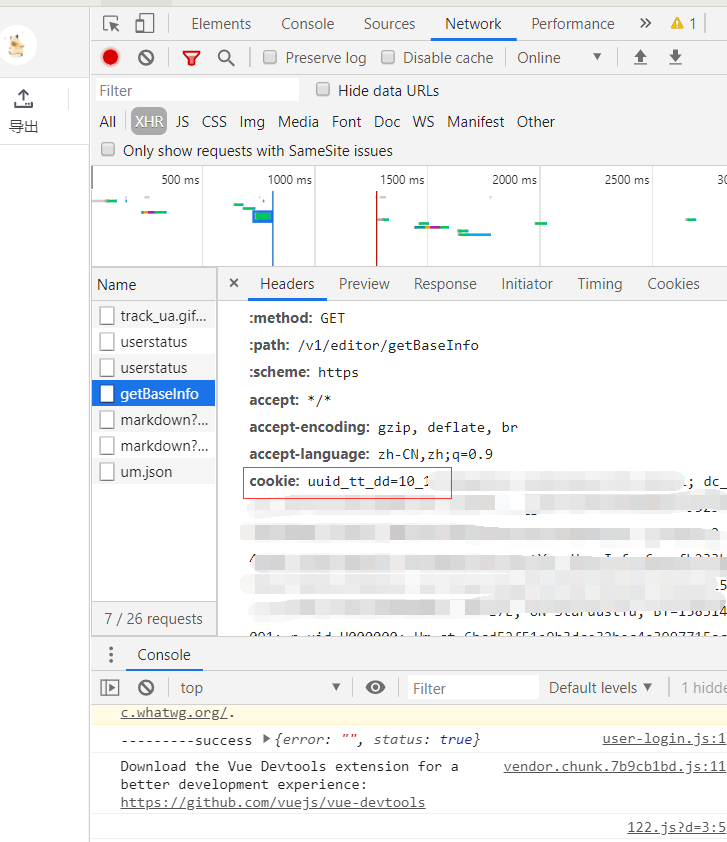 Elements Console Sources Network Performance » 1
Preserve log Disable cache Online
导出
Filter Hide data URLs
All XHR JS CSS Img Media Font Doc WS Manifest Other
Only show requests with SameSite issues
500 ms 1000 ms 1500 ms 2000 ms 2500 ms
Name
× Headers Preview Response Initiator Timing Cookies
track_ua.gif...
userstatus
userstatus
getBaseInfo
markdown?...
markdown?...
um.json
:method: GET
:path: /v1/editor/getBaseInfo
:scheme: https
accept: */*
accept-encoding: gzip, deflate, br
accept-language: zh-CN,zh;q=0.9
cookie: uuid_tt_dd=10_1 ; dc_
7 / 26 requests
Console
top Filter Default levels 1 hidde
c.whatwg.org/.
---------success {error: "", status: true} user-login.js:1
Download the Vue Devtools extension for a vendor.chunk.7b9cb1bd.js:11
better development experience:
https://github.com/vuejs/vue-devtools
122.js?d=3:5